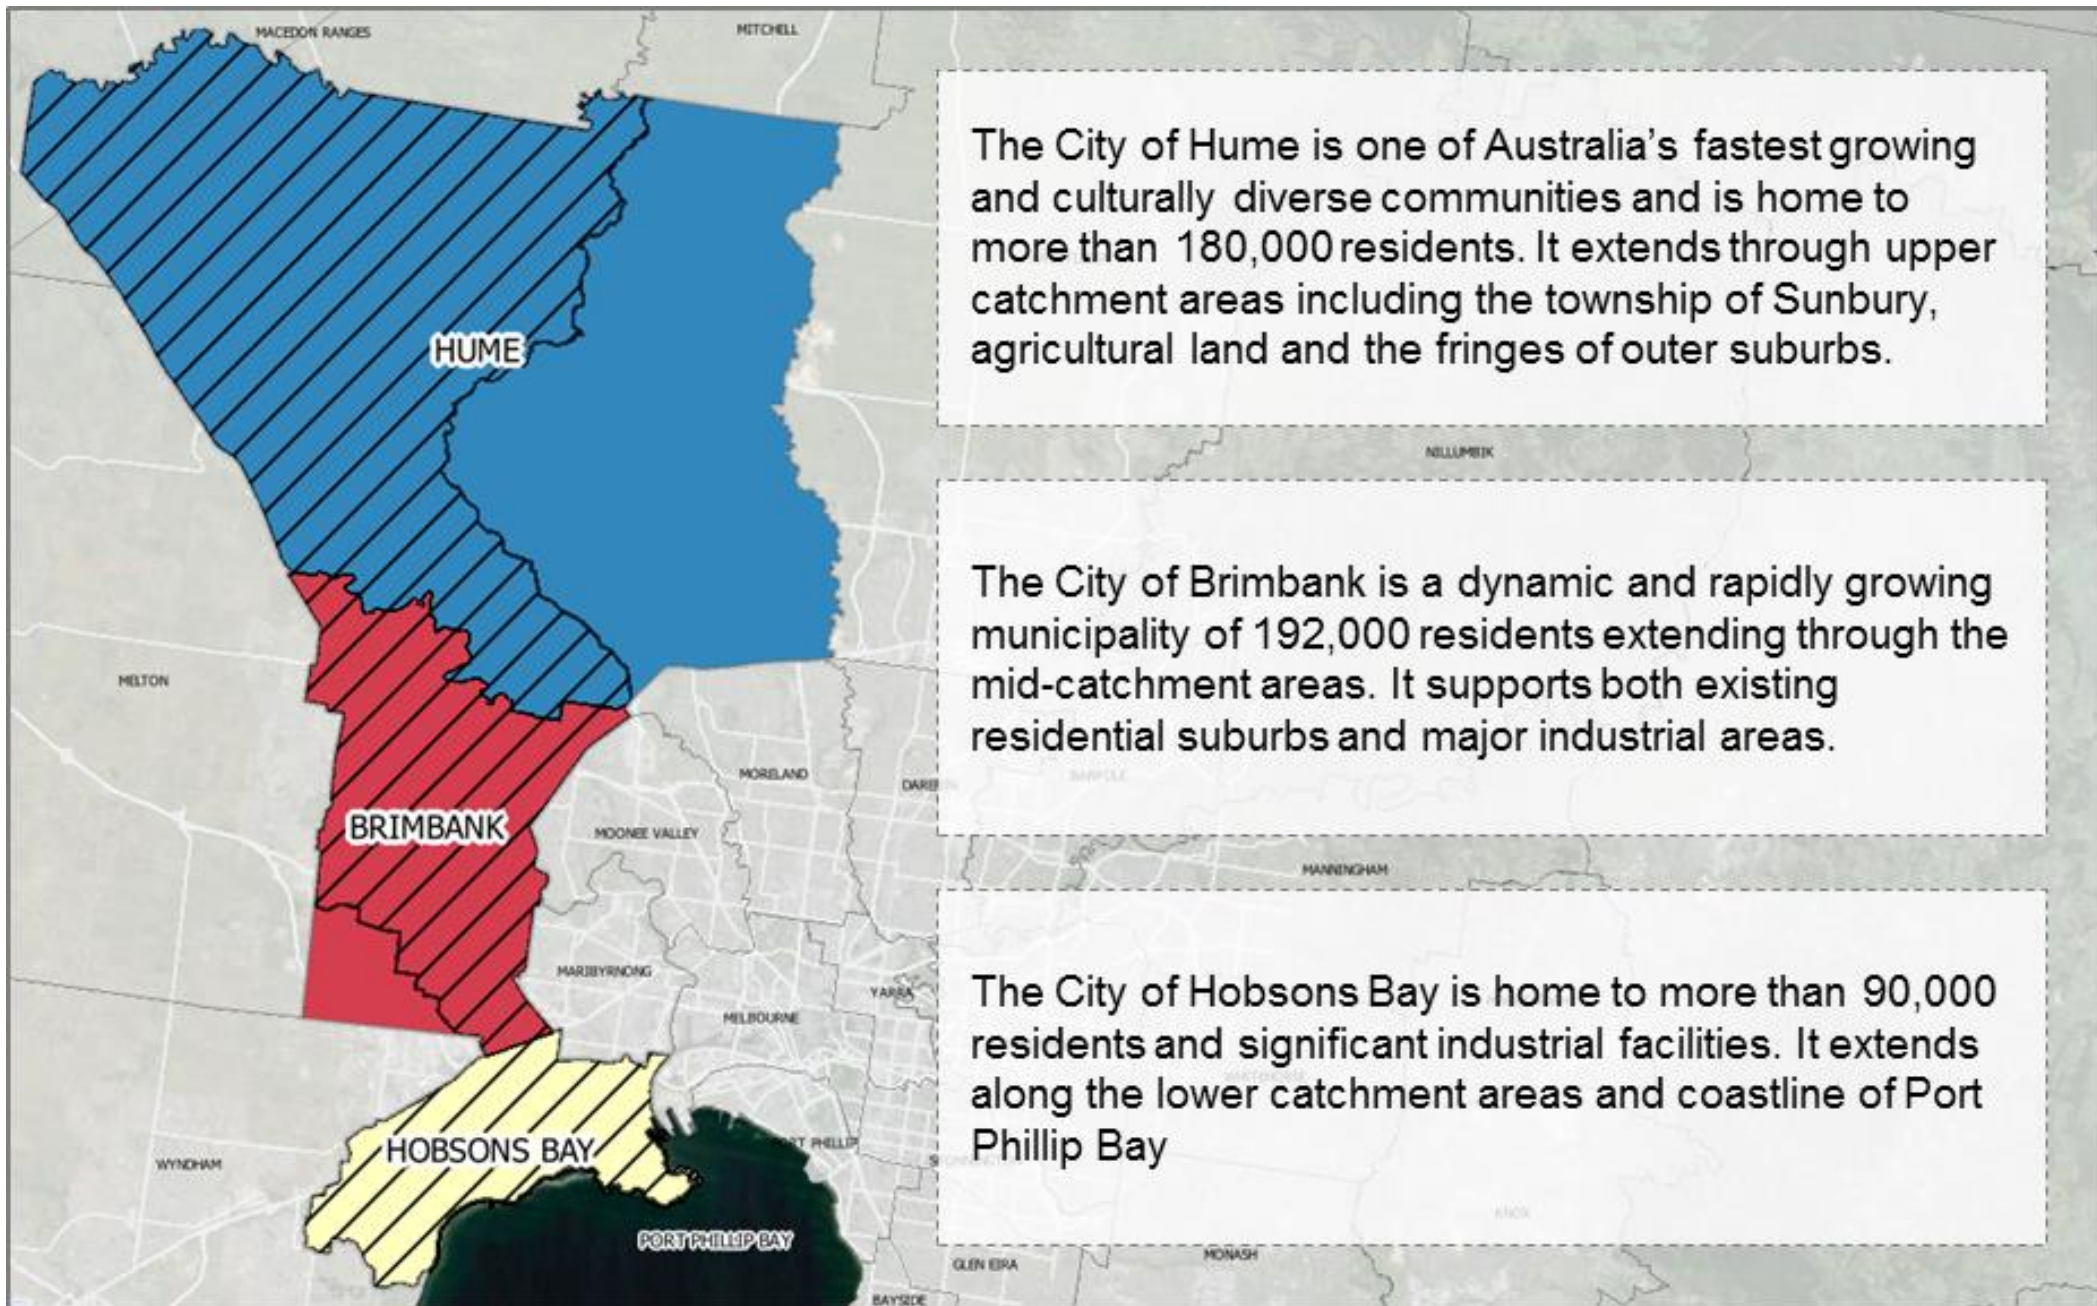 MACEDON RANGES
MITCHELL
The City of Hume is one of Australia's fastest growing
and culturally diverse communities and is home to
more than 180,000 residents. It extends through upper
catchment areas including the township of Sunbury,
agricultural land and the fringes of outer suburbs.
HUME
NILLUMBIK
The City of Brimbank is a dynamic and rapidly growing
municipality of 192,000 residents extending through the
mid-catchment areas. It supports both existing
residential suburbs and major industrial areas.
MELTON
MORELAND
BRIMBANK
MOONEE VALLEY
MANNINGHAM
MARIBYRNONG
YARRA
MELBOURNE
The City of Hobsons Bay is home to more than 90,000
residents and significant industrial facilities. It extends
along the lower catchment areas and coastline of Port
Phillip Bay
HOBSONS BAY
WYNDHAM
KNOX
PORT PHILLIP BAY
MONASH
GLEN EIRA
BAYSIDE